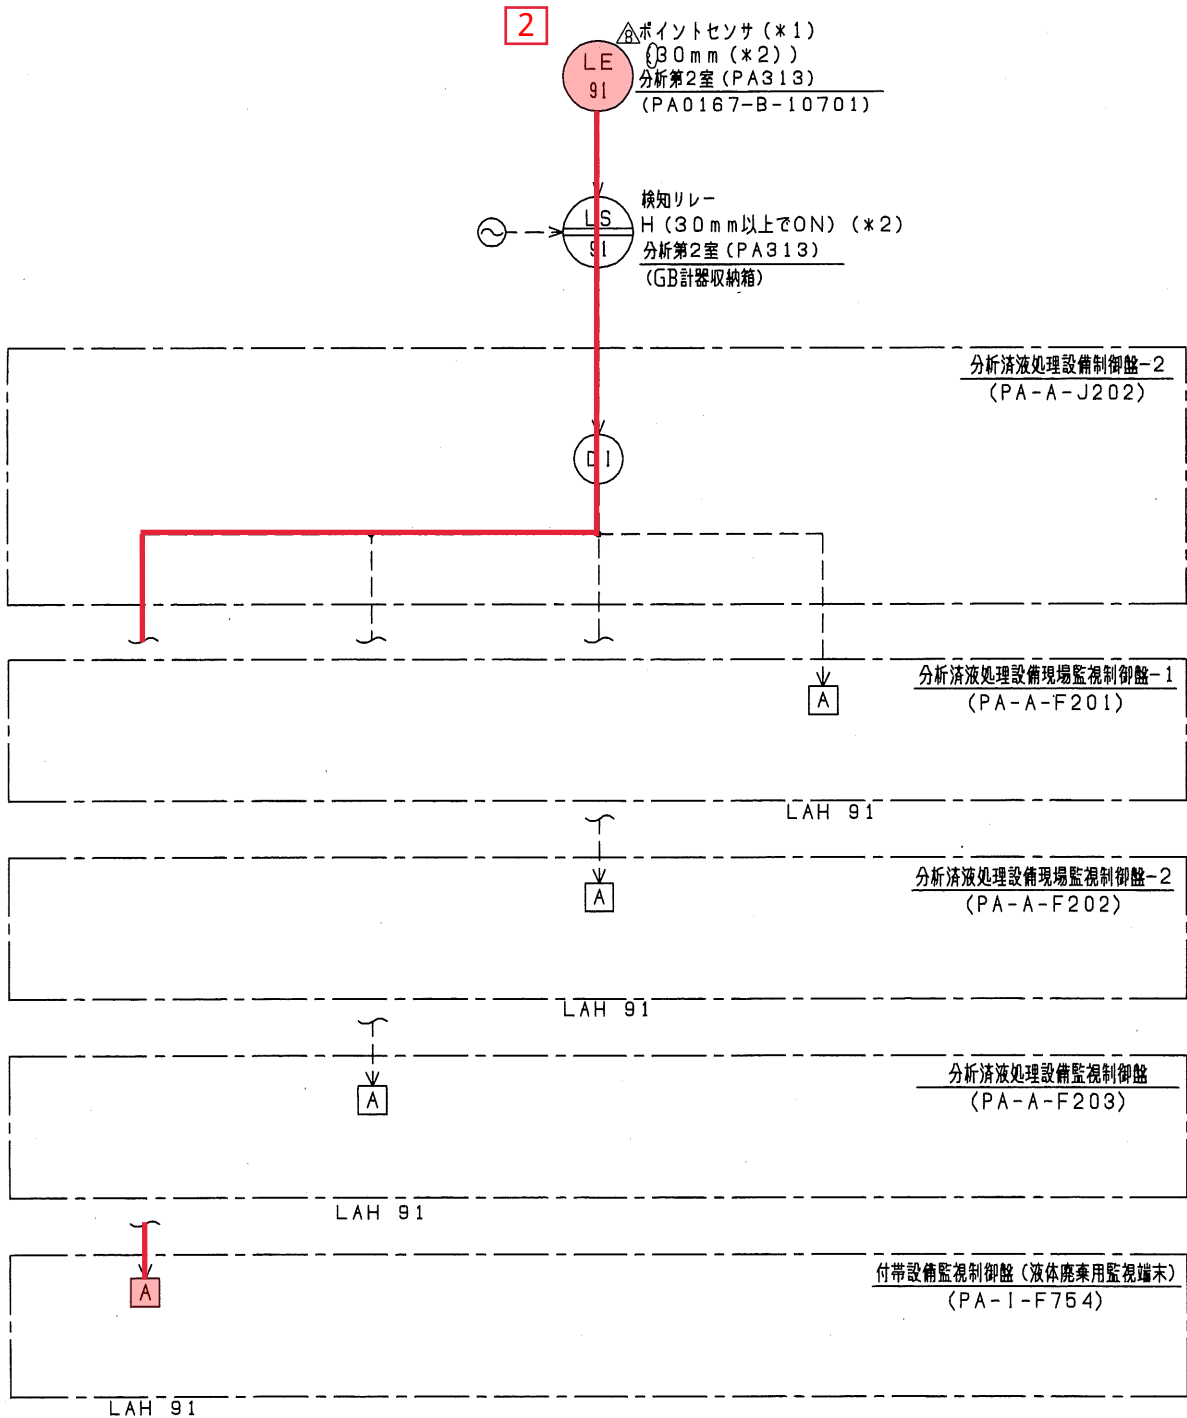 2
8
ポイントセンサ(*1)
LE
91
(30mm(*2))
分析第2室(PA313)
(PA0167-B-10701)
検知リレー
LS
91
H(30mm以上でON)(*2)
分析第2室(PA313)
(GB計器収納箱)
分析済液処理設備制御盤-2
(PA-A-J202)
DI
分析済液処理設備現場監視制御盤-1
(PA-A-F201)
A
LAH 91
分析済液処理設備現場監視制御盤-2
(PA-A-F202)
A
LAH 91
分析済液処理設備監視制御盤
(PA-A-F203)
A
LAH 91
付帯設備監視制御盤(液体廃棄用監視端末)
(PA-I-F754)
A
LAH 91